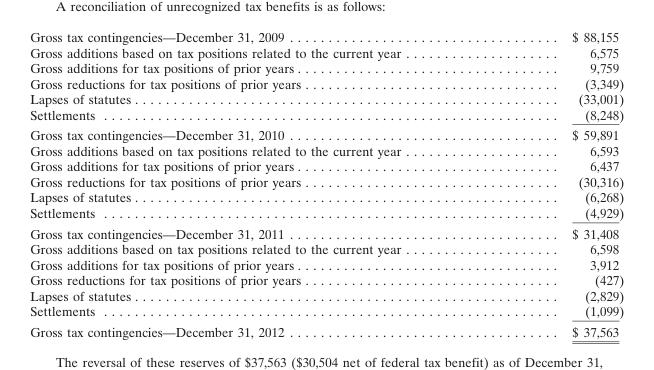 A reconciliation of unrecognized tax benefits is as follows:
Gross tax contingencies—December 31, 2009 . . . . . . . . . . . . . . . . . . . . . . . . . . . . . . . . . . . $ 88,155
Gross additions based on tax positions related to the current year . . . . . . . . . . . . . . . . . . . . 6,575
Gross additions for tax positions of prior years . . . . . . . . . . . . . . . . . . . . . . . . . . . . . . . . . . 9,759
Gross reductions for tax positions of prior years . . . . . . . . . . . . . . . . . . . . . . . . . . . . . . . . . (3,349)
Lapses of statutes . . . . . . . . . . . . . . . . . . . . . . . . . . . . . . . . . . . . . . . . . . . . . . . . . . . . . . . (33,001)
Settlements . . . . . . . . . . . . . . . . . . . . . . . . . . . . . . . . . . . . . . . . . . . . . . . . . . . . . . . . . . . (8,248)
Gross tax contingencies—December 31, 2010 . . . . . . . . . . . . . . . . . . . . . . . . . . . . . . . . . . . $ 59,891
Gross additions based on tax positions related to the current year . . . . . . . . . . . . . . . . . . . . 6,593
Gross additions for tax positions of prior years . . . . . . . . . . . . . . . . . . . . . . . . . . . . . . . . . . 6,437
Gross reductions for tax positions of prior years . . . . . . . . . . . . . . . . . . . . . . . . . . . . . . . . . (30,316)
Lapses of statutes . . . . . . . . . . . . . . . . . . . . . . . . . . . . . . . . . . . . . . . . . . . . . . . . . . . . . . . (6,268)
Settlements . . . . . . . . . . . . . . . . . . . . . . . . . . . . . . . . . . . . . . . . . . . . . . . . . . . . . . . . . . . (4,929)
Gross tax contingencies—December 31, 2011 . . . . . . . . . . . . . . . . . . . . . . . . . . . . . . . . . . . $ 31,408
Gross additions based on tax positions related to the current year . . . . . . . . . . . . . . . . . . . . 6,598
Gross additions for tax positions of prior years . . . . . . . . . . . . . . . . . . . . . . . . . . . . . . . . . . 3,912
Gross reductions for tax positions of prior years . . . . . . . . . . . . . . . . . . . . . . . . . . . . . . . . . (427)
Lapses of statutes . . . . . . . . . . . . . . . . . . . . . . . . . . . . . . . . . . . . . . . . . . . . . . . . . . . . . . . (2,829)
Settlements . . . . . . . . . . . . . . . . . . . . . . . . . . . . . . . . . . . . . . . . . . . . . . . . . . . . . . . . . . . (1,099)
Gross tax contingencies—December 31, 2012 . . . . . . . . . . . . . . . . . . . . . . . . . . . . . . . . . . . $ 37,563
The reversal of these reserves of $37,563 ($30,504 net of federal tax benefit) as of December 31,